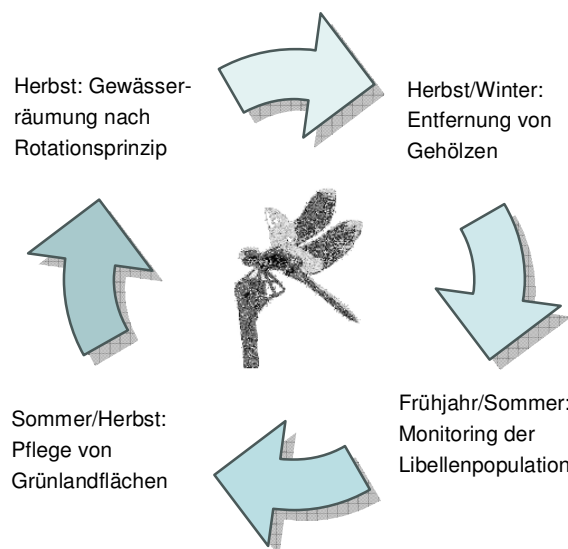 Herbst: Gewässer-
räumung nach
Rotationsprinzip
Herbst/Winter:
Entfernung von
Gehölzen
Frühjahr/Sommer:
Monitoring der
Libellenpopulation
Sommer/Herbst:
Pflege von
Grünlandflächen